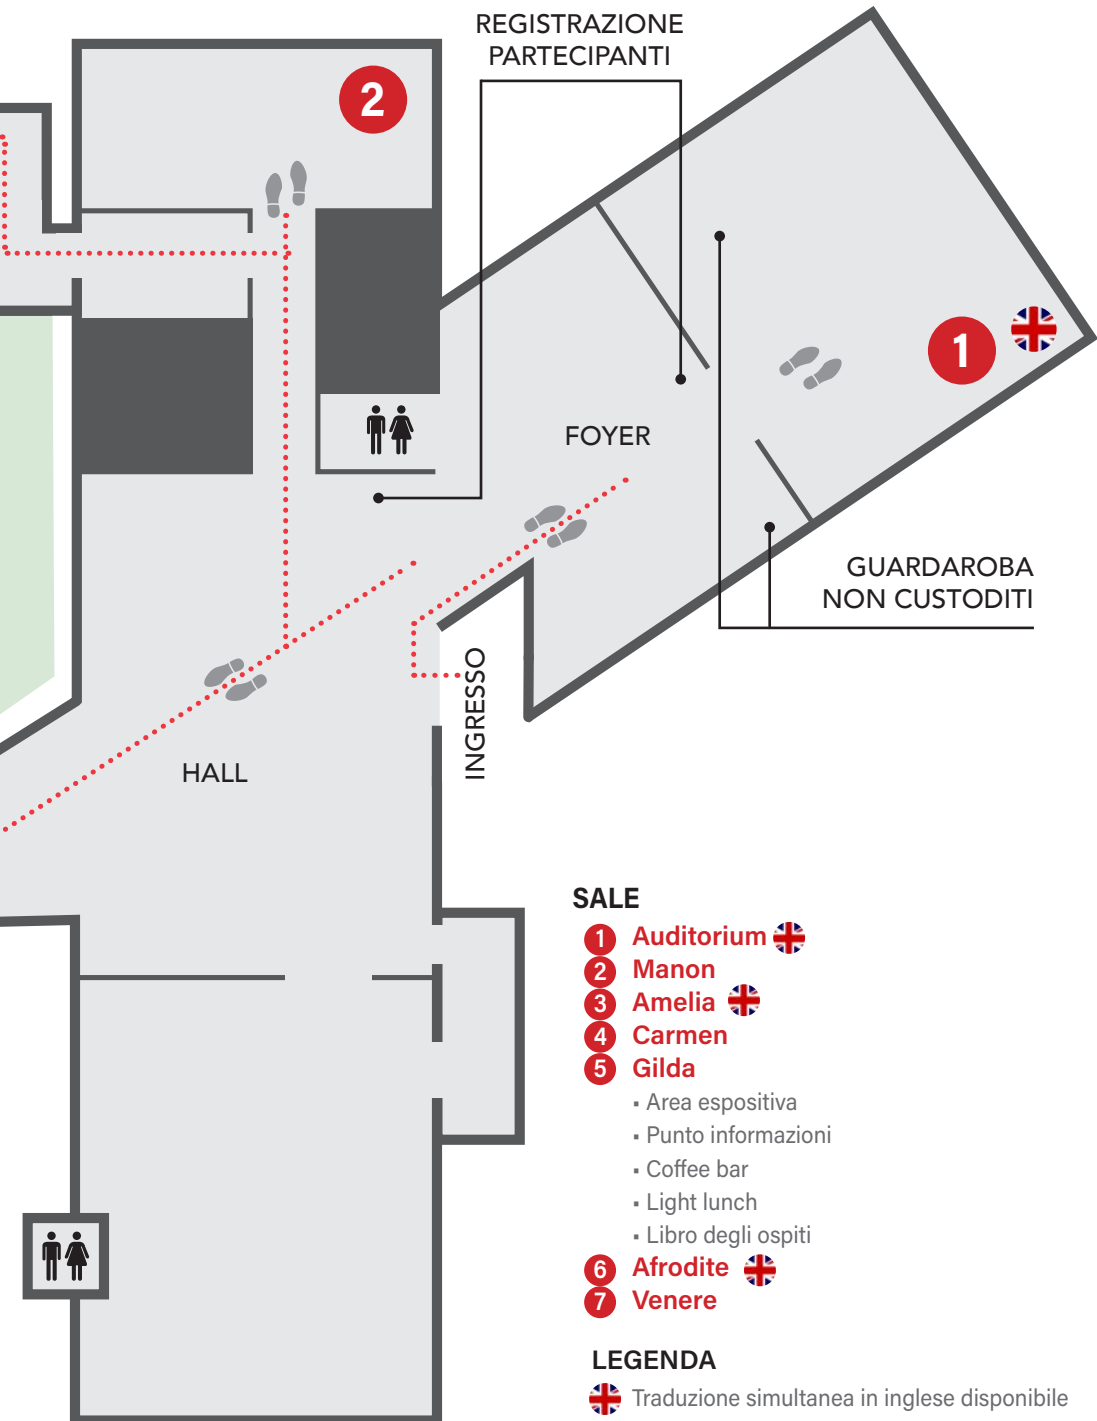 REGISTRAZIONE
PARTECIPANTI
2
1
FOYER
GUARDAROBA
NON CUSTODITI
INGRESSO
HALL
SALE
1 Auditorium
2 Manon
3 Amelia
4 Carmen
5 Gilda
▪ Area espositiva
▪ Punto informazioni
▪ Coffee bar
▪ Light lunch
▪ Libro degli ospiti
6 Afrodite
7 Venere
LEGENDA
Traduzione simultanea in inglese disponibile